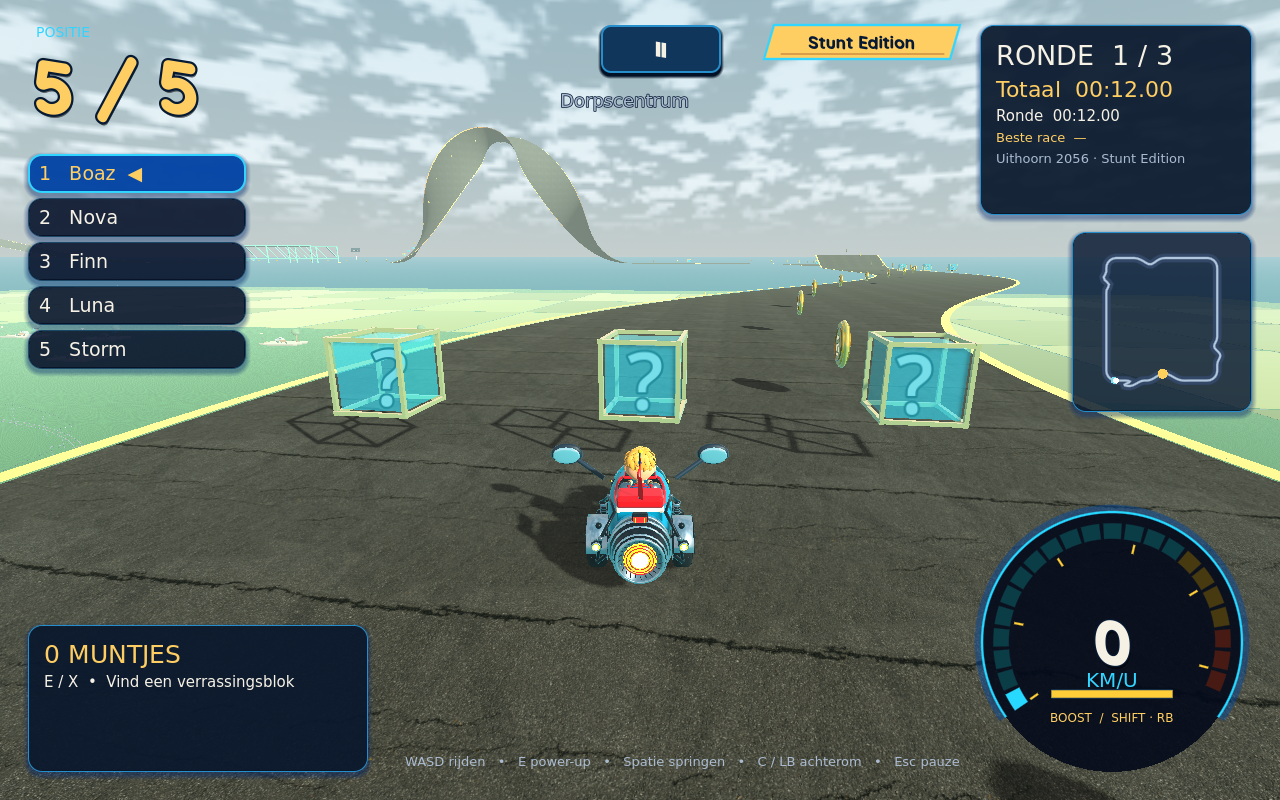 POSITIE
5 / 5
Stunt Edition
Dorpscentrum
RONDE 1 / 3
Totaal 00:12.00
Ronde 00:12.00
Beste race —
Uithoorn 2056 · Stunt Edition
1 Boaz ◀
2 Nova
3 Finn
4 Luna
5 Storm
?
?
?
0 MUNTJES
E / X • Vind een verrassingsblok
0
KM/U
BOOST / SHIFT · RB
WASD rijden • E power-up • Spatie springen • C / LB achterom • Esc pauze